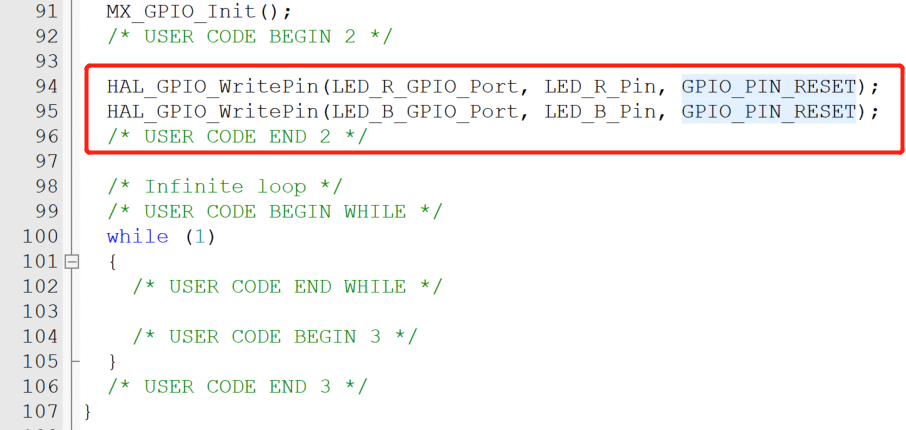 91 MX_GPIO_Init();
92 /* USER CODE BEGIN 2 */
93
94 HAL_GPIO_WritePin(LED_R_GPIO_Port, LED_R_Pin, GPIO_PIN_RESET);
95 HAL_GPIO_WritePin(LED_B_GPIO_Port, LED_B_Pin, GPIO_PIN_RESET);
96 /* USER CODE END 2 */
97
98 /* Infinite loop */
99 /* USER CODE BEGIN WHILE */
100 while (1)
101 {
102 /* USER CODE END WHILE */
103
104 /* USER CODE BEGIN 3 */
105 }
106 /* USER CODE END 3 */
107 }